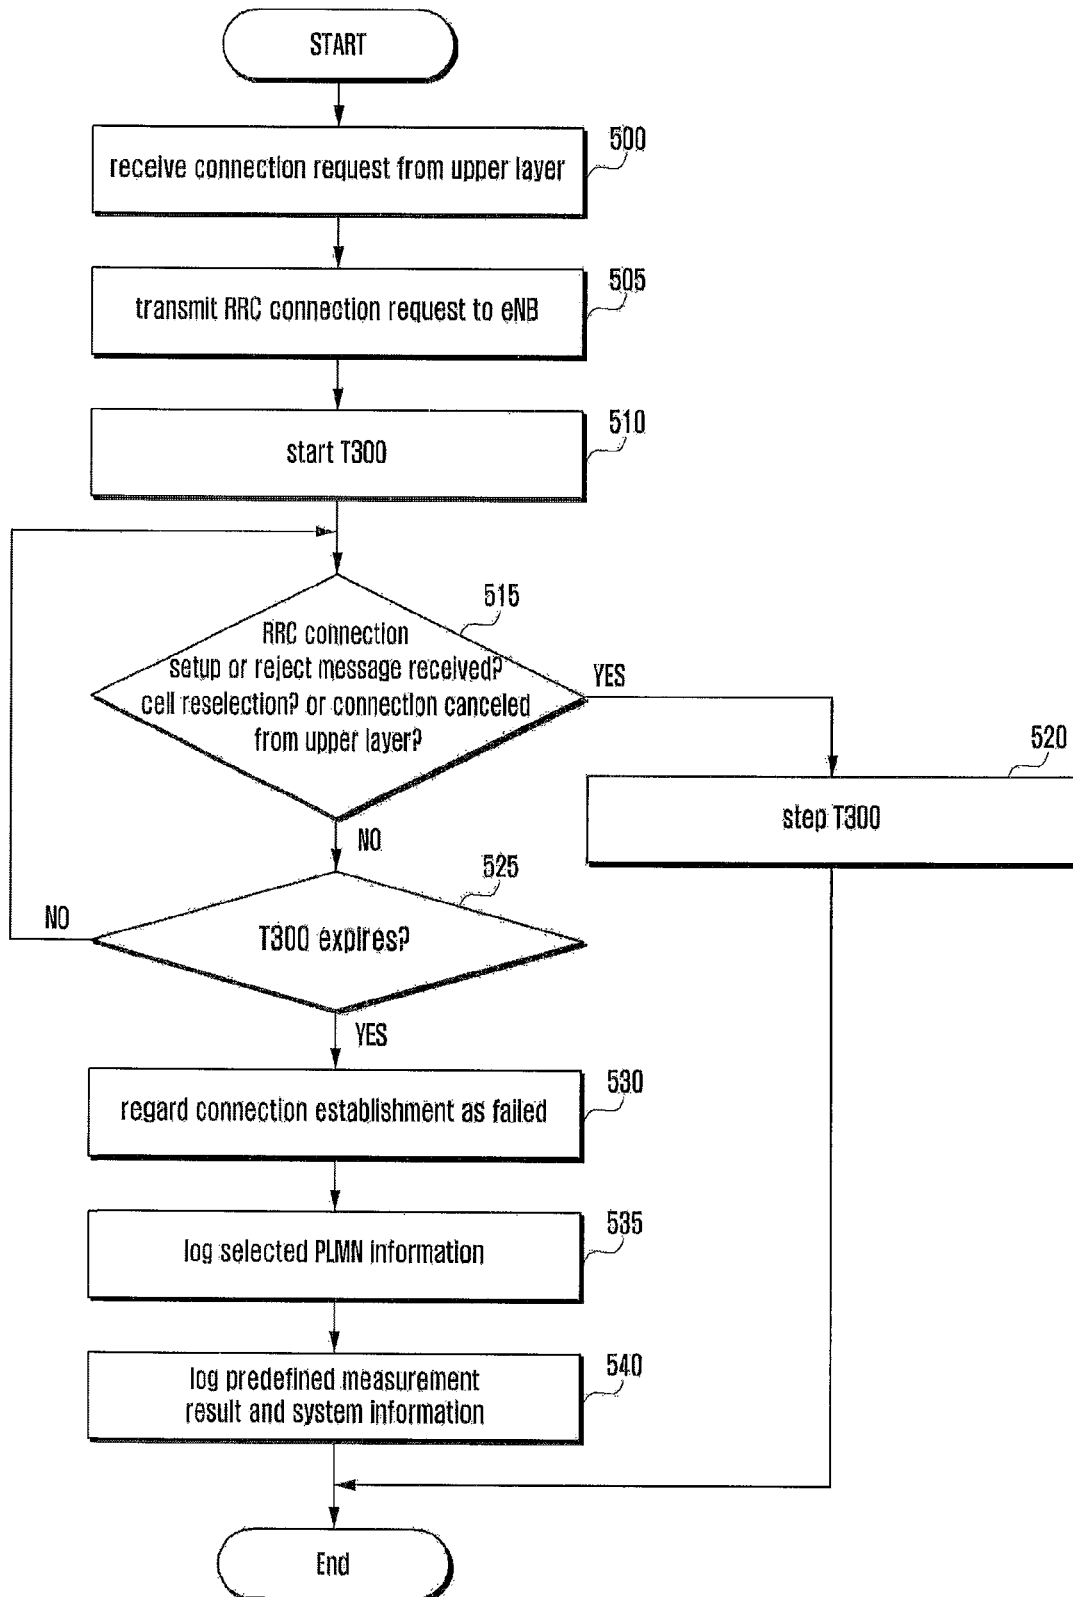 START
500
receive connection request from upper layer
505
transmit RRC connection request to eNB
510
start T300
515
RRC connection
setup or reject message received?
cell reselection? or connection canceled
from upper layer?
YES
520
step T300
NO
525
T300 expires?
NO
YES
530
regard connection establishment as failed
535
log selected PLMN information
540
log predefined measurement
result and system information
End